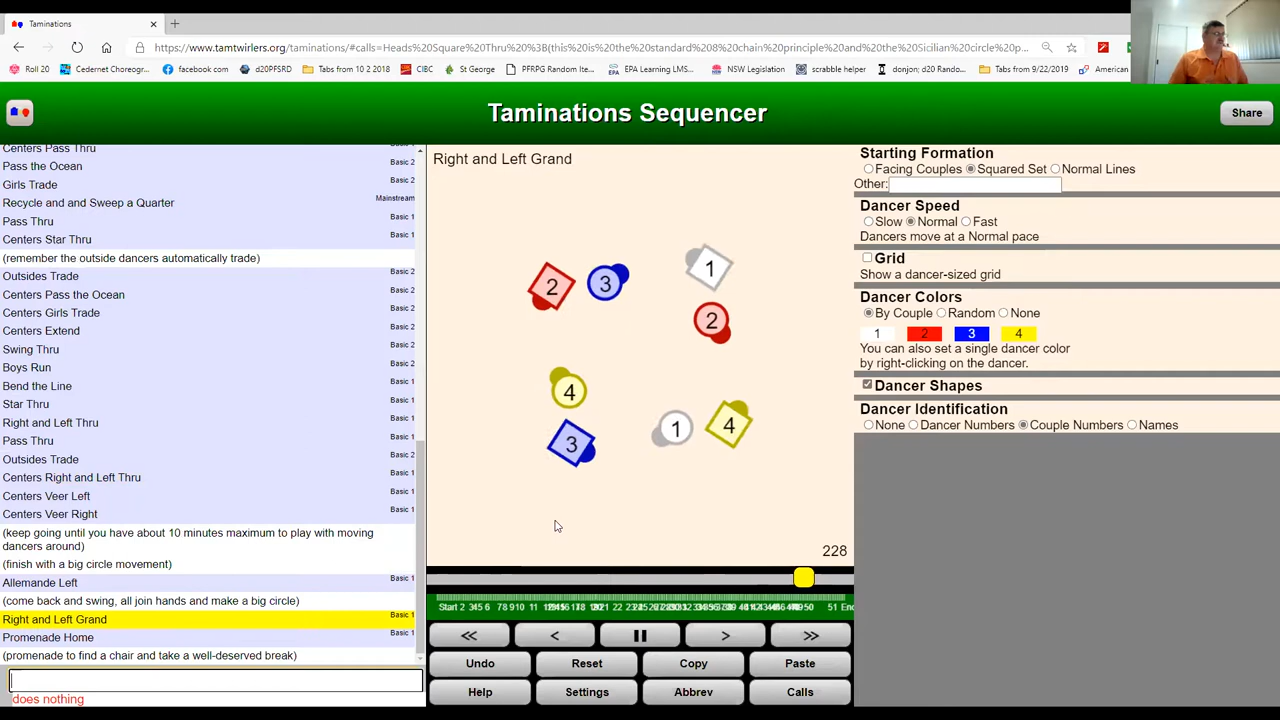 Taminations
https://www.tamtwirlers.org/taminations/#calls=Heads%20Square%20Thru%20%3B(this%20is%20the%20standard%208%20chain%20principle%20and%20the%20Sicilian%20circle%20p...
Roll 20
Cedernet Choreogr...
facebook com
d20PFSRD
Tabs from 10 2 2018
CIBC
St George
PFRPG Random Ite...
EPA Learning LMS...
NSW Legislation
scrabble helper
donjon; d20 Rando...
Tabs from 9/22/2019
American
Taminations Sequencer
Share
Centers Pass Thru Basic 1
Pass the Ocean Basic 2
Girls Trade Basic 2
Recycle and and Sweep a Quarter Mainstream
Pass Thru Basic 1
Centers Star Thru Basic 1
(remember the outside dancers automatically trade)
Outsides Trade Basic 2
Centers Pass the Ocean Basic 2
Centers Girls Trade Basic 2
Centers Extend Basic 2
Swing Thru Basic 2
Boys Run Basic 2
Bend the Line Basic 1
Star Thru Basic 1
Right and Left Thru Basic 1
Pass Thru Basic 1
Outsides Trade Basic 2
Centers Right and Left Thru Basic 1
Centers Veer Left Basic 1
Centers Veer Right Basic 1
(keep going until you have about 10 minutes maximum to play with moving
dancers around)
(finish with a big circle movement)
Allemande Left Basic 1
(come back and swing, all join hands and make a big circle)
Right and Left Grand Basic 1
Promenade Home Basic 1
(promenade to find a chair and take a well-deserved break)
does nothing
Right and Left Grand
1
2
3
2
4
3
1
4
228
Start 2
51 End
<<
<
>
>>
Undo
Reset
Copy
Paste
Help
Settings
Abbrev
Calls
Starting Formation
Facing Couples Squared Set Normal Lines
Other:
Dancer Speed
Slow Normal Fast
Dancers move at a Normal pace
Grid
Show a dancer-sized grid
Dancer Colors
By Couple Random None
1 2 3 4
You can also set a single dancer color
by right-clicking on the dancer.
Dancer Shapes
Dancer Identification
None Dancer Numbers Couple Numbers Names